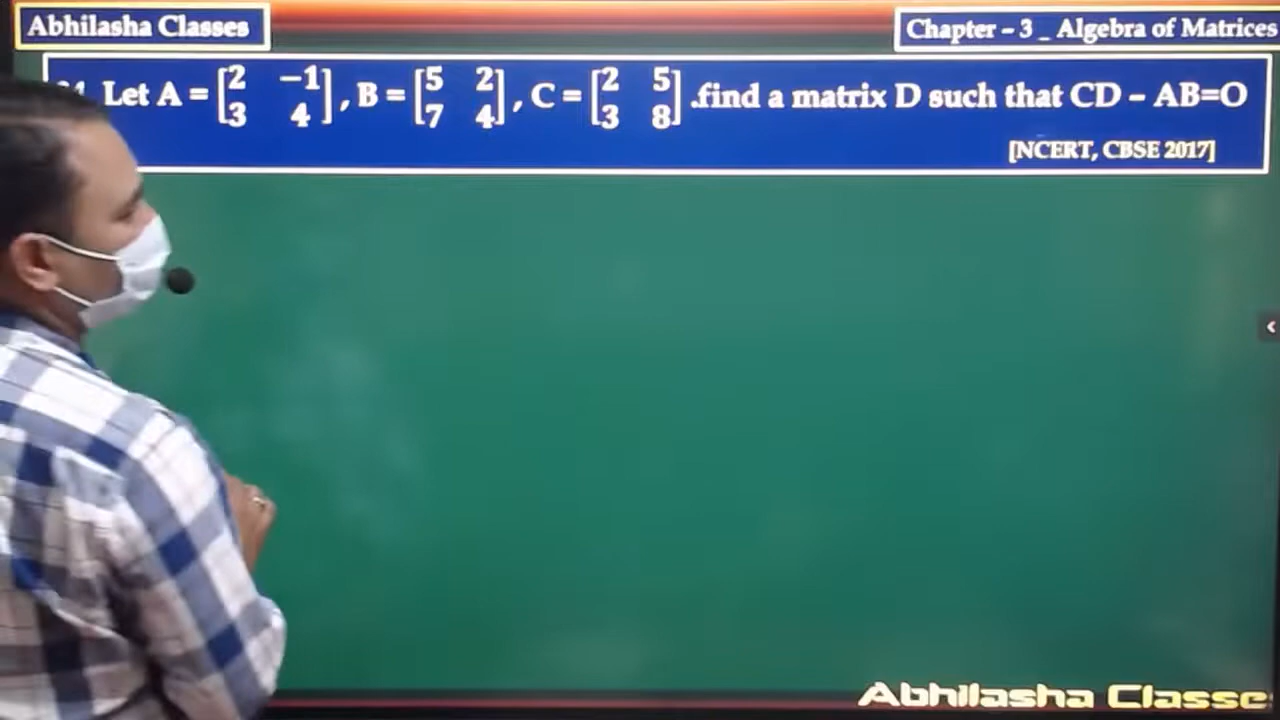 Abhilasha Classes
Chapter – 3 _ Algebra of Matrices
Let A = [2 −1 3 4] , B = [5 2 7 4] , C = [2 5 3 8] .find a matrix D such that CD – AB=O
[NCERT, CBSE 2017]
Abhilasha Classe